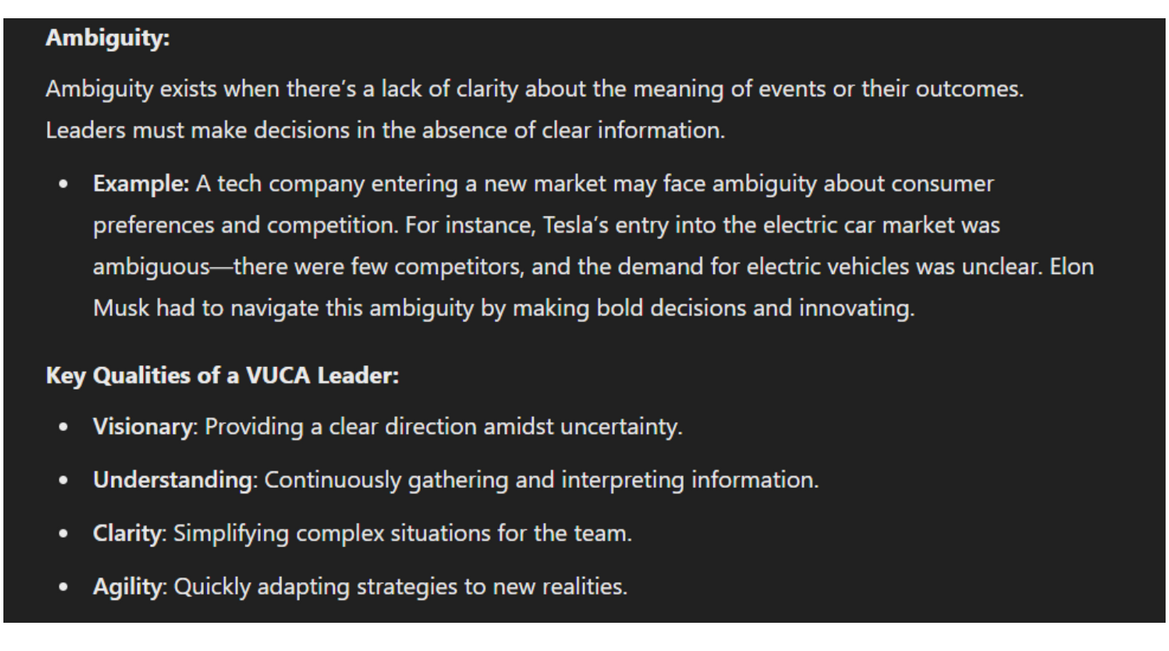 Ambiguity:
Ambiguity exists when there’s a lack of clarity about the meaning of events or their outcomes.
Leaders must make decisions in the absence of clear information.
• Example: A tech company entering a new market may face ambiguity about consumer
preferences and competition. For instance, Tesla’s entry into the electric car market was
ambiguous—there were few competitors, and the demand for electric vehicles was unclear. Elon
Musk had to navigate this ambiguity by making bold decisions and innovating.
Key Qualities of a VUCA Leader:
• Visionary: Providing a clear direction amidst uncertainty.
• Understanding: Continuously gathering and interpreting information.
• Clarity: Simplifying complex situations for the team.
• Agility: Quickly adapting strategies to new realities.